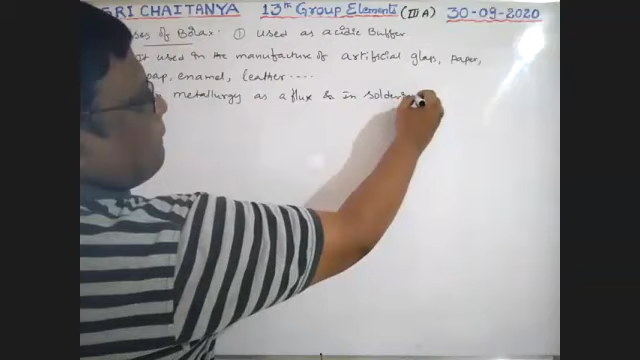 SRI CHAITANYA 13th Group Elements (III A) 30-09-2020
uses of Borax: ① used as acidic Buffer
It used in the manufacture of artificial glass, paper,
soap, enamel, leather ....
metallurgy as a flux & in